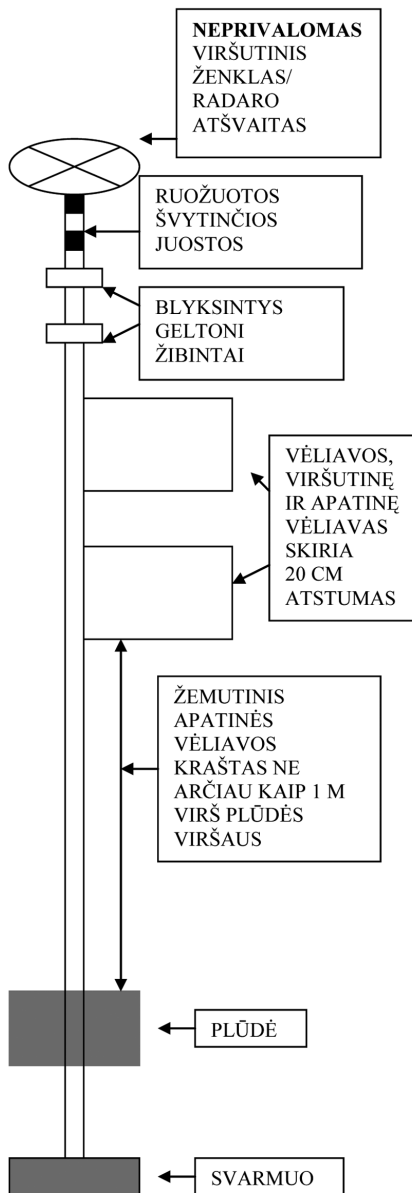 NEPRIVALOMAS
VIRŠUTINIS
ŽENKLAS/
RADARO
ATŠVAITAS
RUOŽUOTOS
ŠVYTINČIOS
JUOSTOS
BLYKSINTYS
GELTONI
ŽIBINTAI
VĖLIAVOS,
VIRŠUTINĘ
IR APATINĘ
VĖLIAVAS
SKIRIA
20 CM
ATSTUMAS
ŽEMUTINIS
APATINĖS
VĖLIAVOS
KRAŠTAS NE
ARČIAU KAIP 1 M
VIRŠ PLŪDĖS
VIRŠAUS
PLŪDĖ
SVARMUO